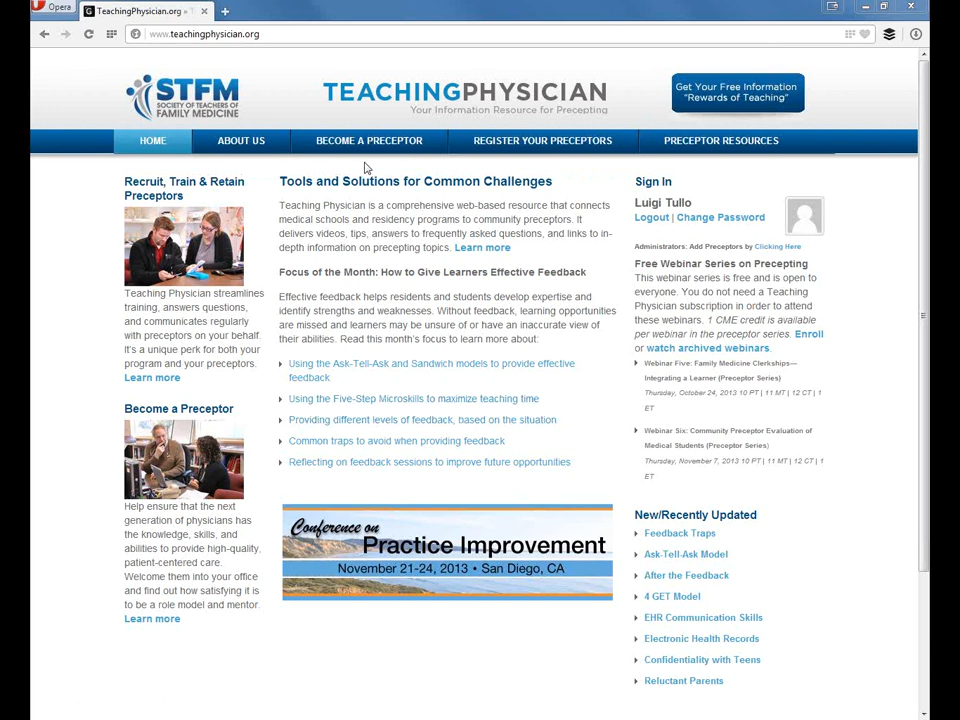 Opera
TeachingPhysician.org » T
www.teachingphysician.org
STFM
SOCIETY OF TEACHERS
OF FAMILY MEDICINE
TEACHINGPHYSICIAN
Your Information Resource for Precepting
Get Your Free Information
"Rewards of Teaching"
HOME
ABOUT US
BECOME A PRECEPTOR
REGISTER YOUR PRECEPTORS
PRECEPTOR RESOURCES
Recruit, Train & Retain
Preceptors
Teaching Physician streamlines
training, answers questions,
and communicates regularly
with preceptors on your behalf.
It's a unique perk for both your
program and your preceptors.
Learn more
Become a Preceptor
Help ensure that the next
generation of physicians has
the knowledge, skills, and
abilities to provide high-quality,
patient-centered care.
Welcome them into your office
and find out how satisfying it is
to be a role model and mentor.
Learn more
Tools and Solutions for Common Challenges
Teaching Physician is a comprehensive web-based resource that connects
medical schools and residency programs to community preceptors. It
delivers videos, tips, answers to frequently asked questions, and links to in-
depth information on precepting topics. Learn more
Focus of the Month: How to Give Learners Effective Feedback
Effective feedback helps residents and students develop expertise and
identify strengths and weaknesses. Without feedback, learning opportunities
are missed and learners may be unsure of or have an inaccurate view of
their abilities. Read this month's focus to learn more about:
Using the Ask-Tell-Ask and Sandwich models to provide effective
feedback
Using the Five-Step Microskills to maximize teaching time
Providing different levels of feedback, based on the situation
Common traps to avoid when providing feedback
Reflecting on feedback sessions to improve future opportunities
Conference on
Practice Improvement
November 21-24, 2013 • San Diego, CA
Sign In
Luigi Tullo
Logout | Change Password
Administrators: Add Preceptors by Clicking Here
Free Webinar Series on Precepting
This webinar series is free and is open to
everyone. You do not need a Teaching
Physician subscription in order to attend
these webinars. 1 CME credit is available
per webinar in the preceptor series. Enroll
or watch archived webinars.
Webinar Five: Family Medicine Clerkships—
Integrating a Learner (Preceptor Series)
Thursday, October 24, 2013 10 PT | 11 MT | 12 CT | 1
ET
Webinar Six: Community Preceptor Evaluation of
Medical Students (Preceptor Series)
Thursday, November 7, 2013 10 PT | 11 MT | 12 CT | 1
ET
New/Recently Updated
Feedback Traps
Ask-Tell-Ask Model
After the Feedback
4 GET Model
EHR Communication Skills
Electronic Health Records
Confidentiality with Teens
Reluctant Parents